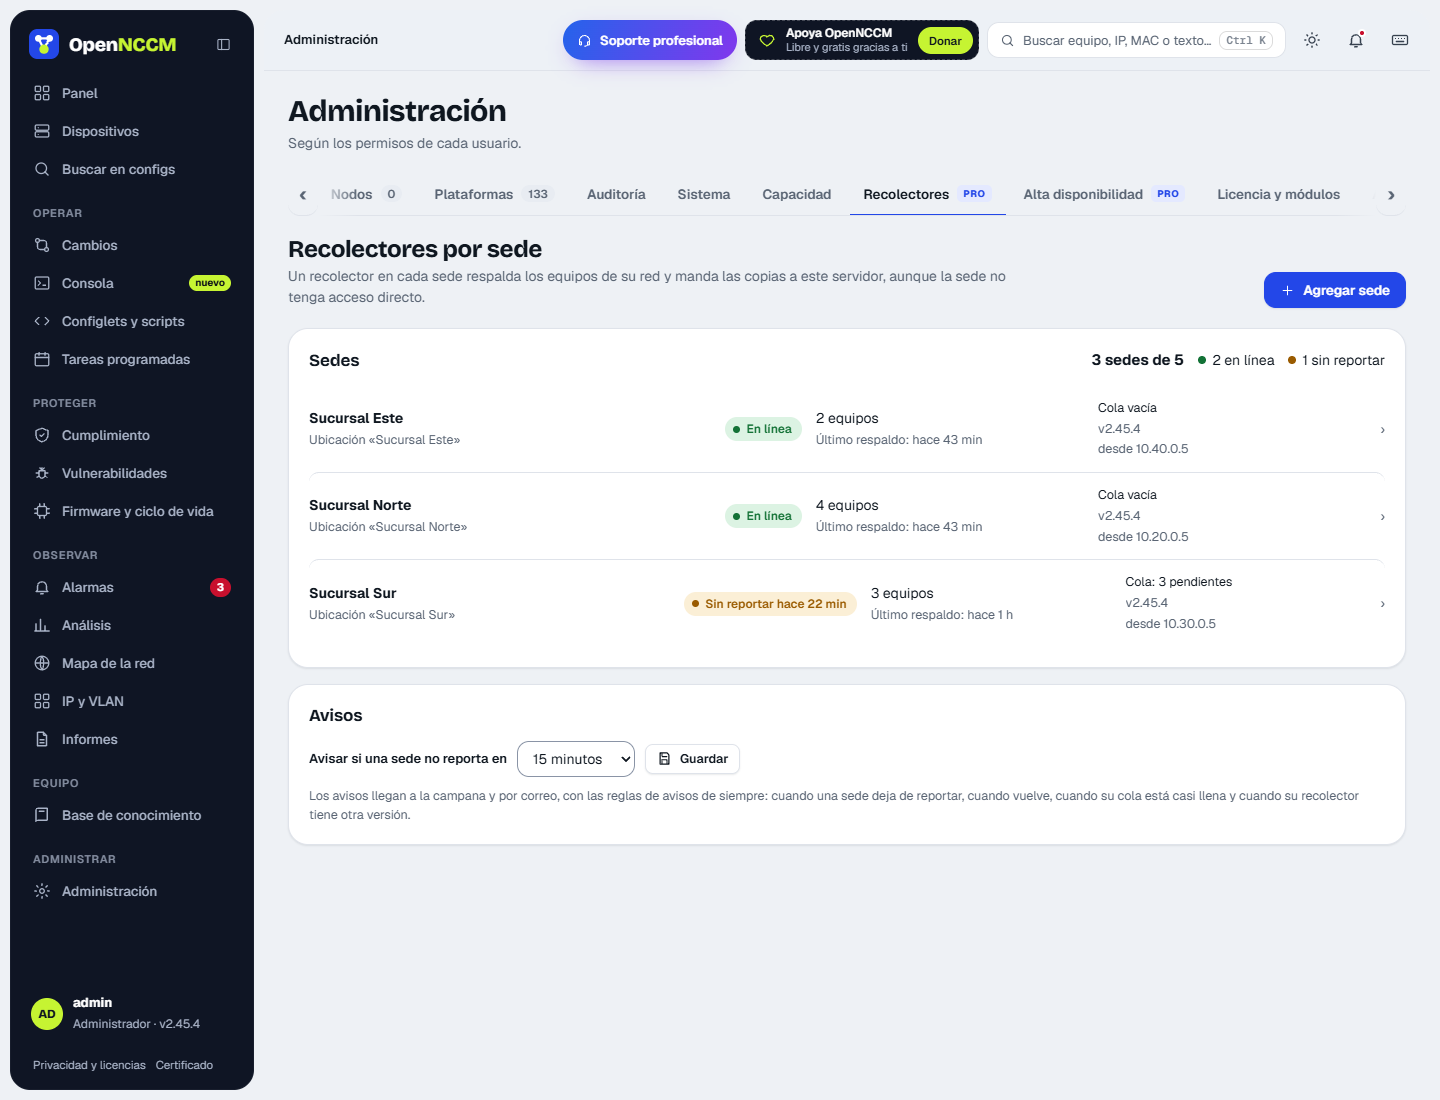 OpenNCCM
Panel
Dispositivos
Buscar en configs
OPERAR
Cambios
Consola
nuevo
Configlets y scripts
Tareas programadas
PROTEGER
Cumplimiento
Vulnerabilidades
Firmware y ciclo de vida
OBSERVAR
Alarmas
3
Análisis
Mapa de la red
IP y VLAN
Informes
EQUIPO
Base de conocimiento
ADMINISTRAR
Administración
AD
admin
Administrador · v2.45.4
Privacidad y licencias Certificado
Administración
Soporte profesional
Apoya OpenNCCM
Libre y gratis gracias a ti
Donar
Buscar equipo, IP, MAC o texto... Ctrl K
Administración
Según los permisos de cada usuario.
‹ Nodos 0 Plataformas 133 Auditoría Sistema Capacidad Recolectores PRO Alta disponibilidad PRO Licencia y módulos ›
Recolectores por sede
Un recolector en cada sede respalda los equipos de su red y manda las copias a este servidor, aunque la sede no
tenga acceso directo.
+ Agregar sede
Sedes
3 sedes de 5 2 en línea 1 sin reportar
Sucursal Este
Ubicación «Sucursal Este»
En línea
2 equipos
Último respaldo: hace 43 min
Cola vacía
v2.45.4
desde 10.40.0.5
›
Sucursal Norte
Ubicación «Sucursal Norte»
En línea
4 equipos
Último respaldo: hace 43 min
Cola vacía
v2.45.4
desde 10.20.0.5
›
Sucursal Sur
Ubicación «Sucursal Sur»
Sin reportar hace 22 min
3 equipos
Último respaldo: hace 1 h
Cola: 3 pendientes
v2.45.4
desde 10.30.0.5
›
Avisos
Avisar si una sede no reporta en 15 minutos Guardar
Los avisos llegan a la campana y por correo, con las reglas de avisos de siempre: cuando una sede deja de reportar, cuando vuelve, cuando su cola está casi llena y cuando su recolector
tiene otra versión.